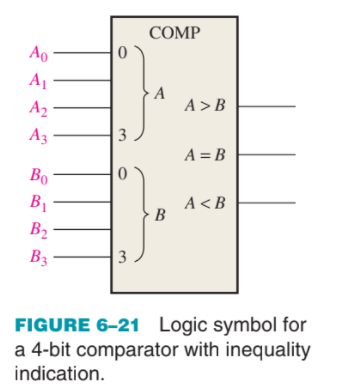 COMP
A0 0
A1
A2 A A > B
A3 3
A = B
B0 0
B1 A < B
B2 B
B3 3
FIGURE 6–21 Logic symbol for
a 4-bit comparator with inequality
indication.